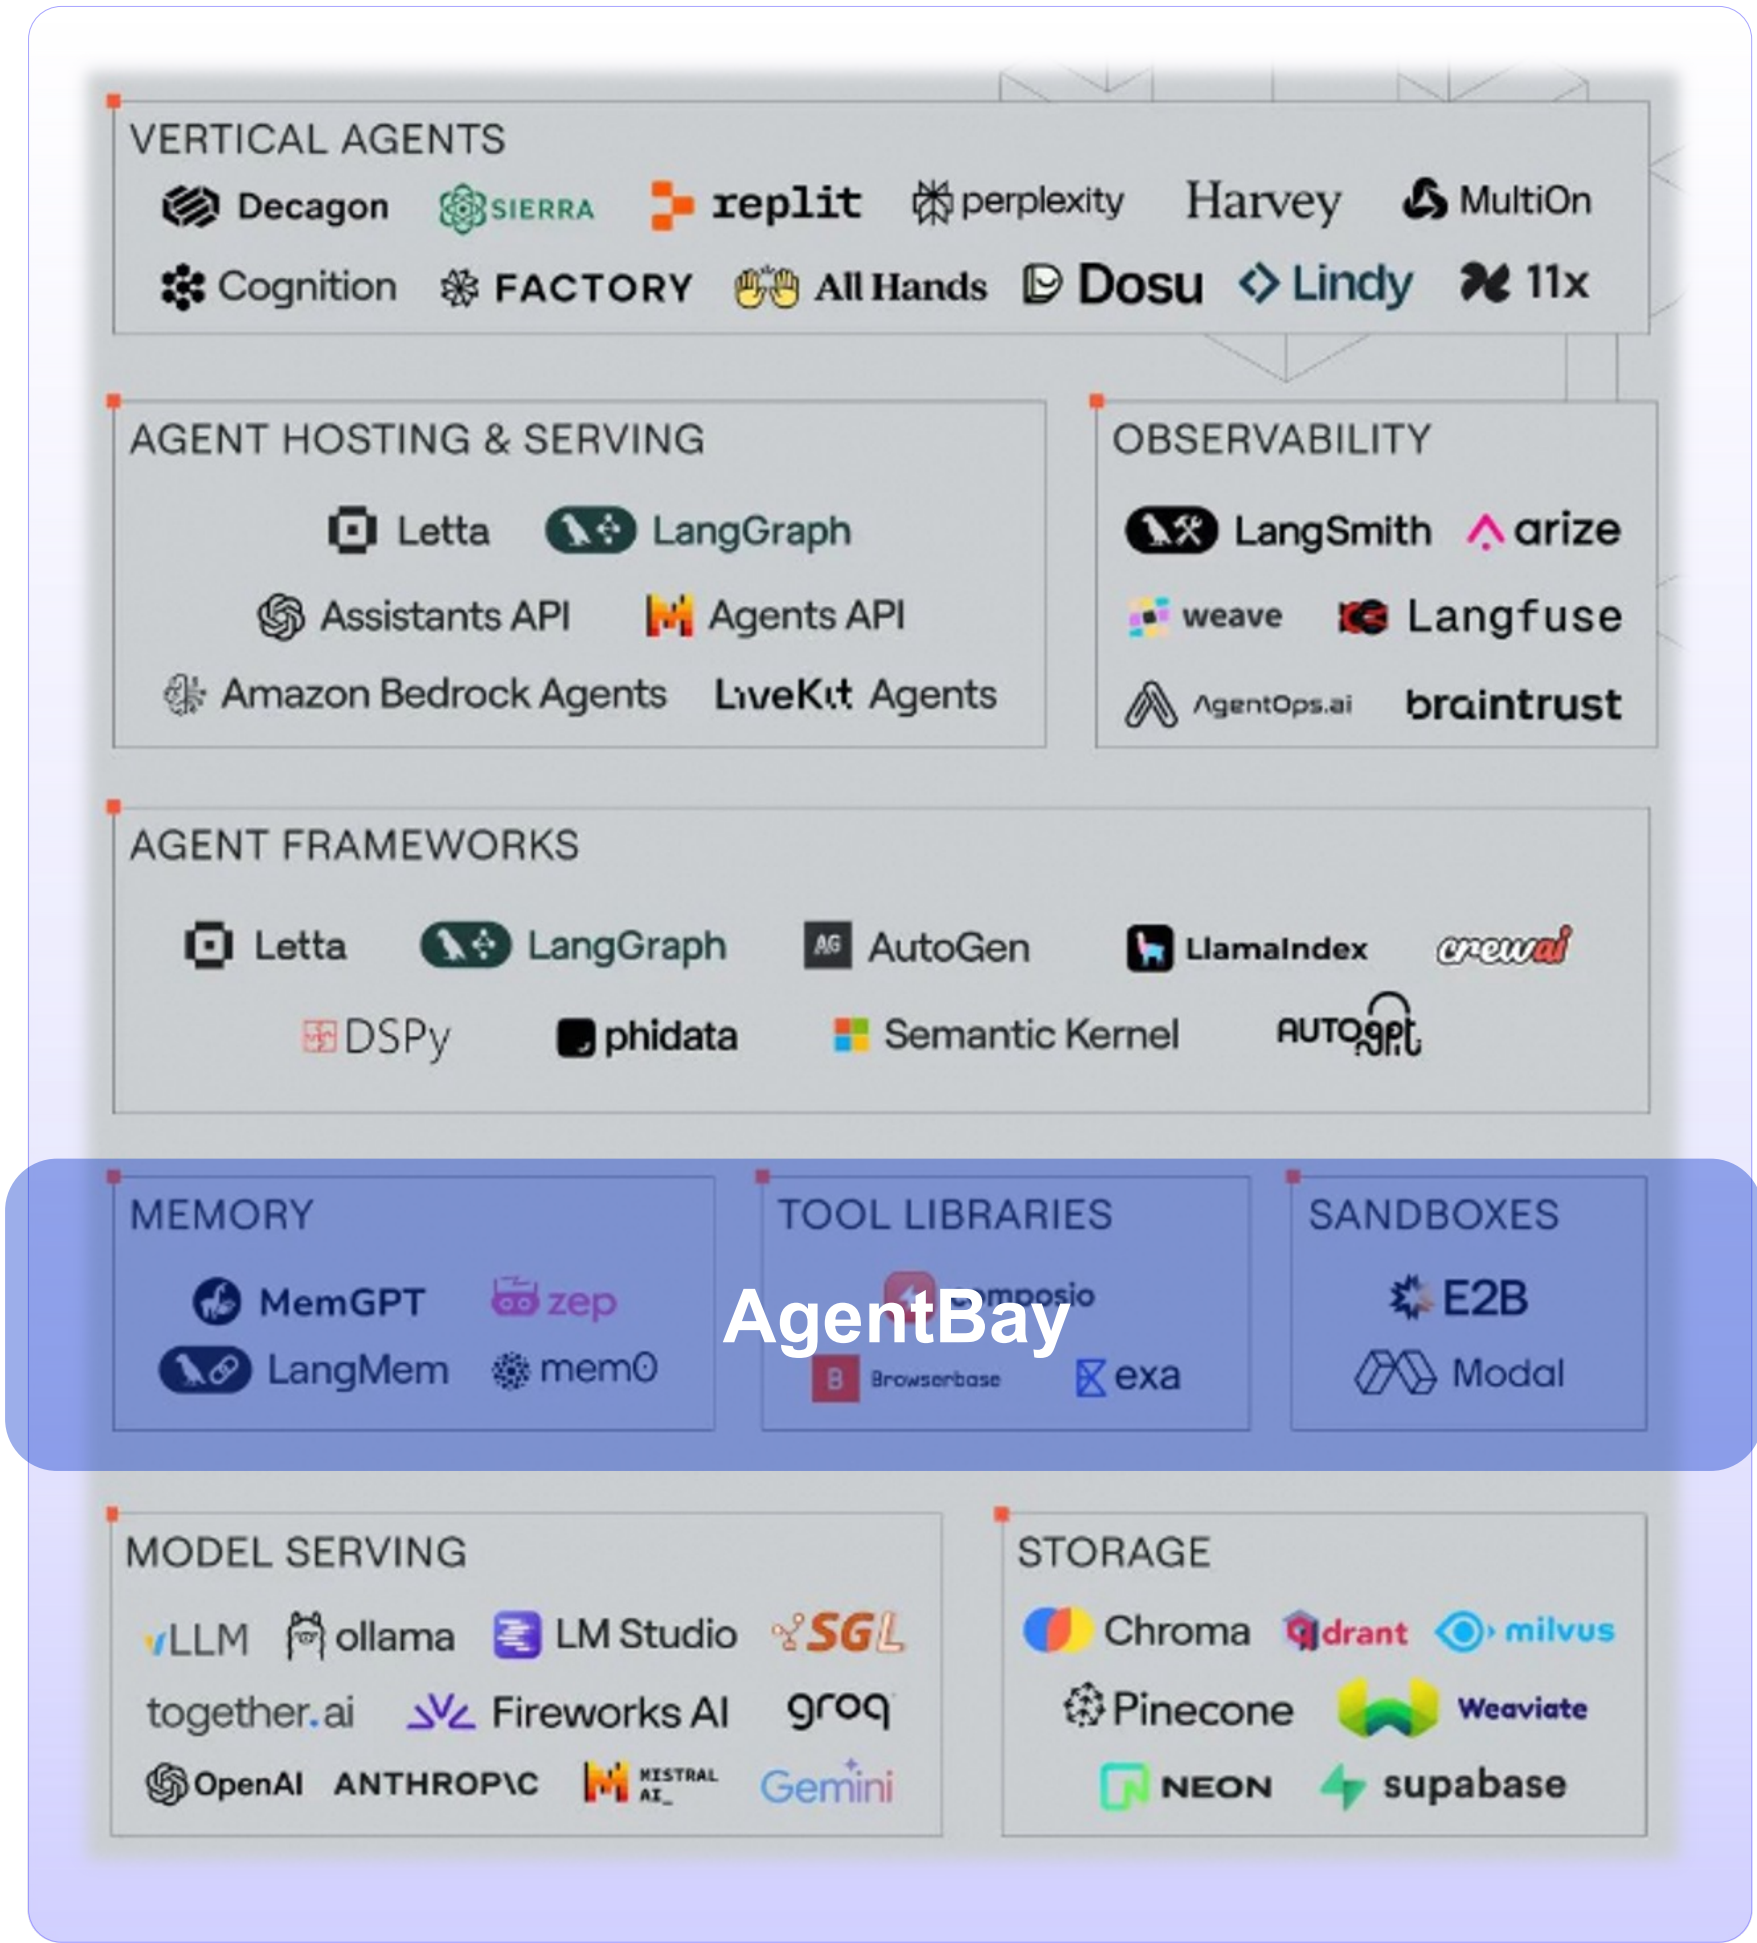 VERTICAL AGENTS
Decagon SIERRA replit perplexity Harvey MultiOn
Cognition FACTORY All Hands Dosu Lindy 11x
AGENT HOSTING & SERVING
Letta LangGraph
Assistants API Agents API
Amazon Bedrock Agents LiveKit Agents
OBSERVABILITY
LangSmith arize
weave Langfuse
AgentOps.ai braintrust
AGENT FRAMEWORKS
Letta LangGraph AG AutoGen LlamaIndex crewai
DSPy phidata Semantic Kernel AUTOgpt
MEMORY
MemGPT zep
LangMem mem0
TOOL LIBRARIES
composio
AgentBay
B Browserbase exa
SANDBOXES
E2B
Modal
MODEL SERVING
vLLM ollama LM Studio SGL
together.ai Fireworks AI groq
OpenAI ANTHROP\C MISTRAL AI_ Gemini
STORAGE
Chroma qdrant milvus
Pinecone Weaviate
NEON supabase